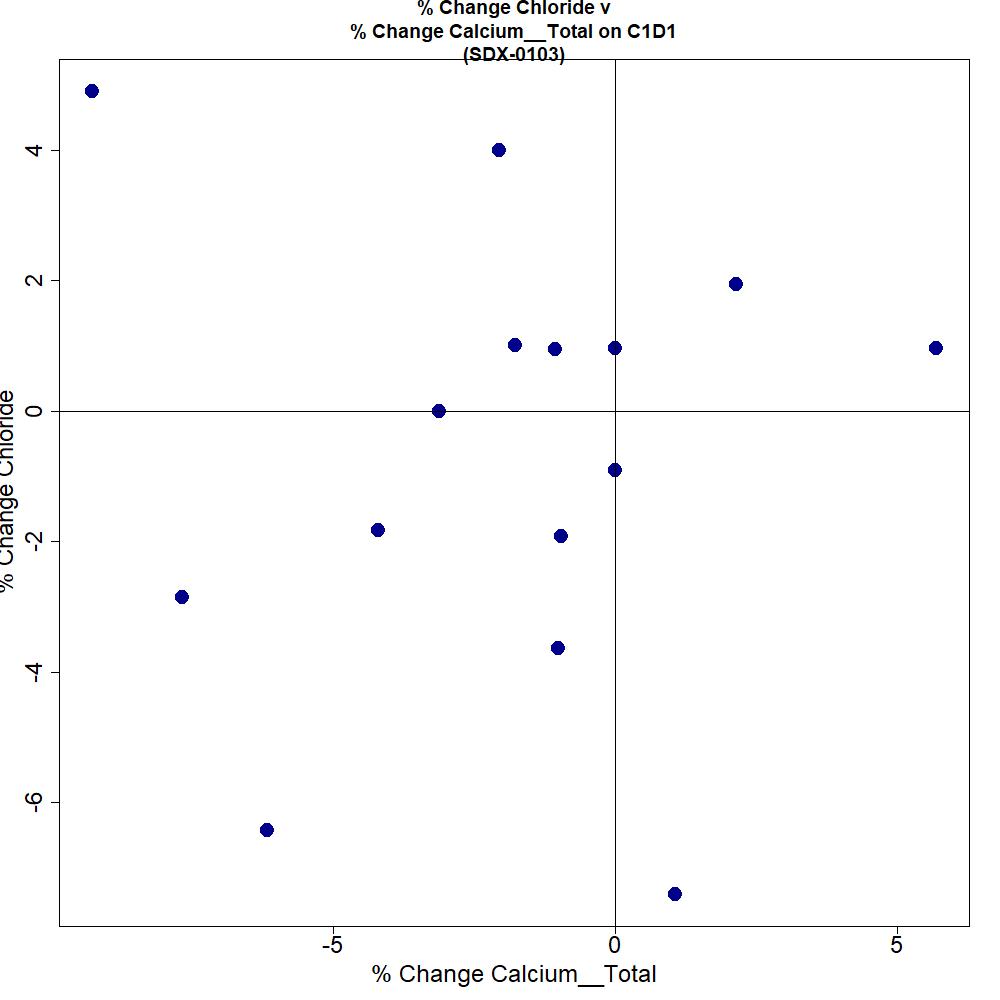 % Change Chloride v
% Change Calcium__Total on C1D1
(SDX-0103)
% Change Chloride
4
2
0
-2
-4
-6
-5
0
5
% Change Calcium__Total